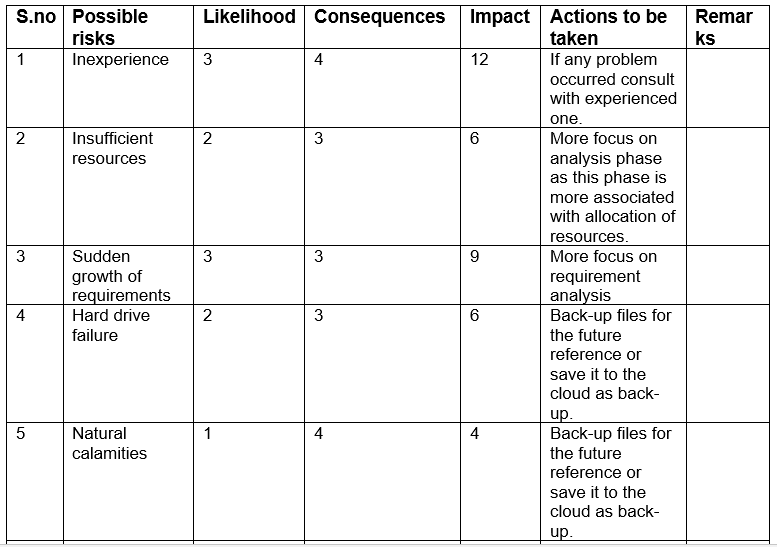 S.no Possible risks Likelihood Consequences Impact Actions to be taken Remar ks
1 Inexperience 3 4 12 If any problem
occurred consult
with experienced
one.
2 Insufficient 2 3 6 More focus on
resources analysis phase
as this phase is
more associated
with allocation of
resources.
3 Sudden 3 3 9 More focus on
growth of requirement
requirements analysis
4 Hard drive 2 3 6 Back-up files for
failure the future
reference or
save it to the
cloud as back-
up.
5 Natural 1 4 4 Back-up files for
calamities the future
reference or
save it to the
cloud as back-
up.